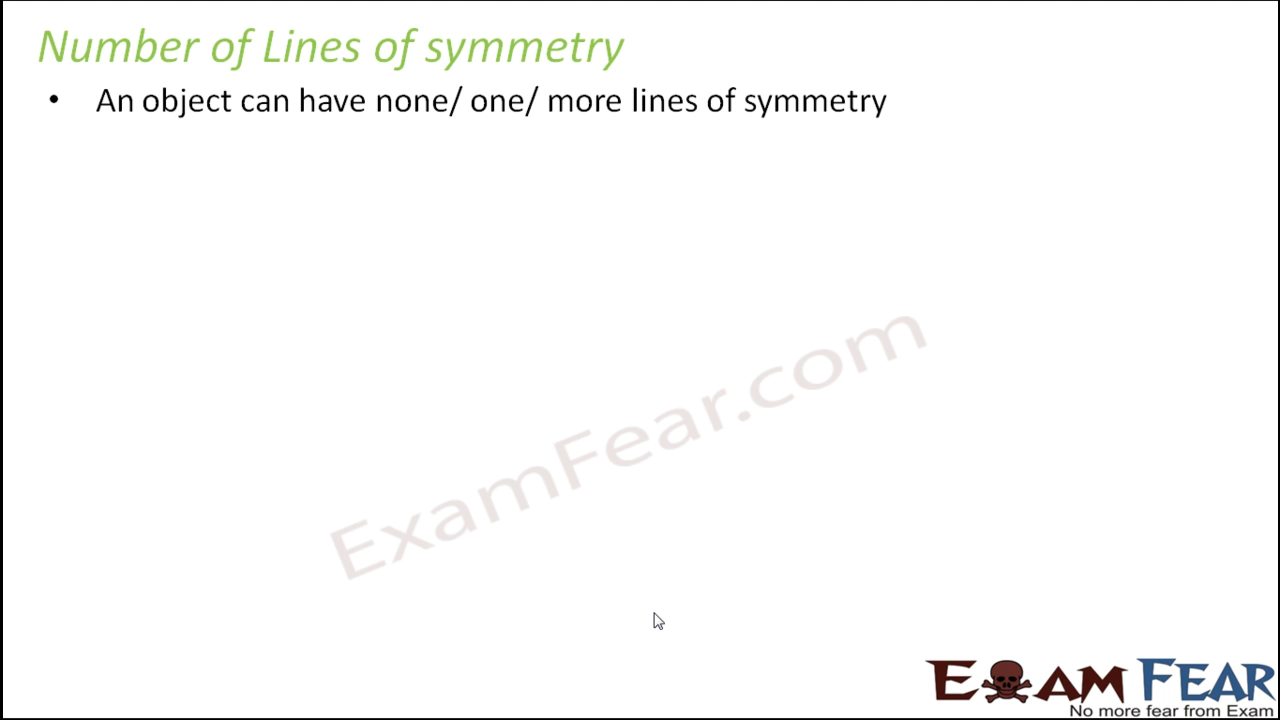 Number of Lines of symmetry
• An object can have none/ one/ more lines of symmetry
ExamFear.com
EXAM FEAR
No more fear from Exam